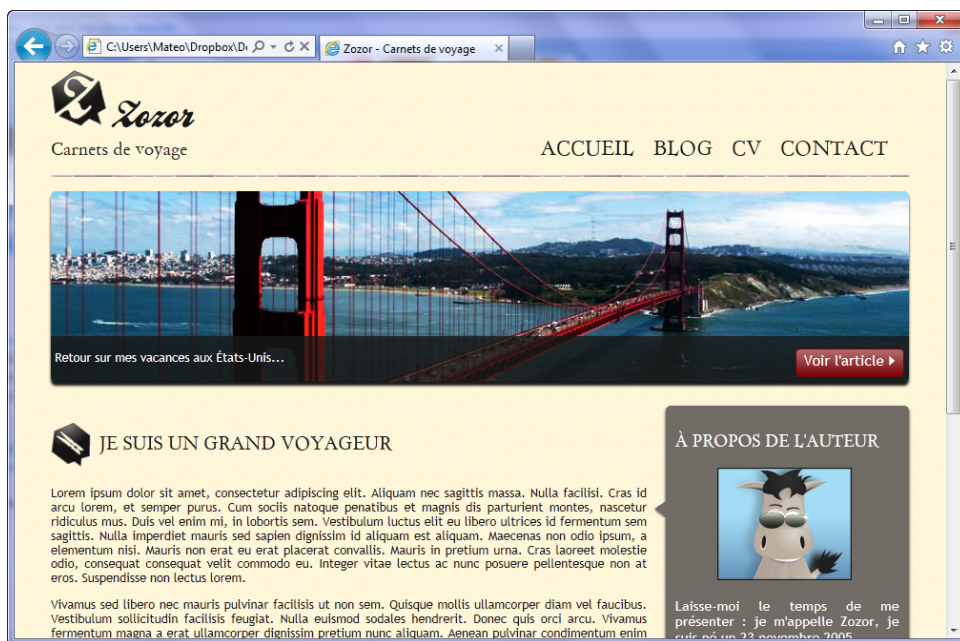 C:\Users\Mateo\Dropbox\D
Zozor - Carnets de voyage
Zozor
Carnets de voyage
ACCUEIL BLOG CV CONTACT
Retour sur mes vacances aux États-Unis...
Voir l'article
JE SUIS UN GRAND VOYAGEUR
Lorem ipsum dolor sit amet, consectetur adipiscing elit. Aliquam nec sagittis massa. Nulla facilisi. Cras id
arcu lorem, et semper purus. Cum sociis natoque penatibus et magnis dis parturient montes, nascetur
ridiculus mus. Duis vel enim mi, in lobortis sem. Vestibulum luctus elit eu libero ultrices id fermentum sem
sagittis. Nulla imperdiet mauris sed sapien dignissim id aliquam est aliquam. Maecenas non odio ipsum, a
elementum nisi. Mauris non erat eu erat placerat convallis. Mauris in pretium urna. Cras laoreet molestie
odio, consequat consequat velit commodo eu. Integer vitae lectus ac nunc posuere pellentesque non at
eros. Suspendisse non lectus lorem.
Vivamus sed libero nec mauris pulvinar facilisis ut non sem. Quisque mollis ullamcorper diam vel faucibus.
Vestibulum sollicitudin facilisis feugiat. Nulla euismod sodales hendrerit. Donec quis orci arcu. Vivamus
fermentum magna a erat ullamcorper dignissim pretium nunc aliquam. Aenean pulvinar condimentum enim
À PROPOS DE L'AUTEUR
Laisse-moi le temps de me
présenter : je m'appelle Zozor, je
suis né un 23 novembre 2005